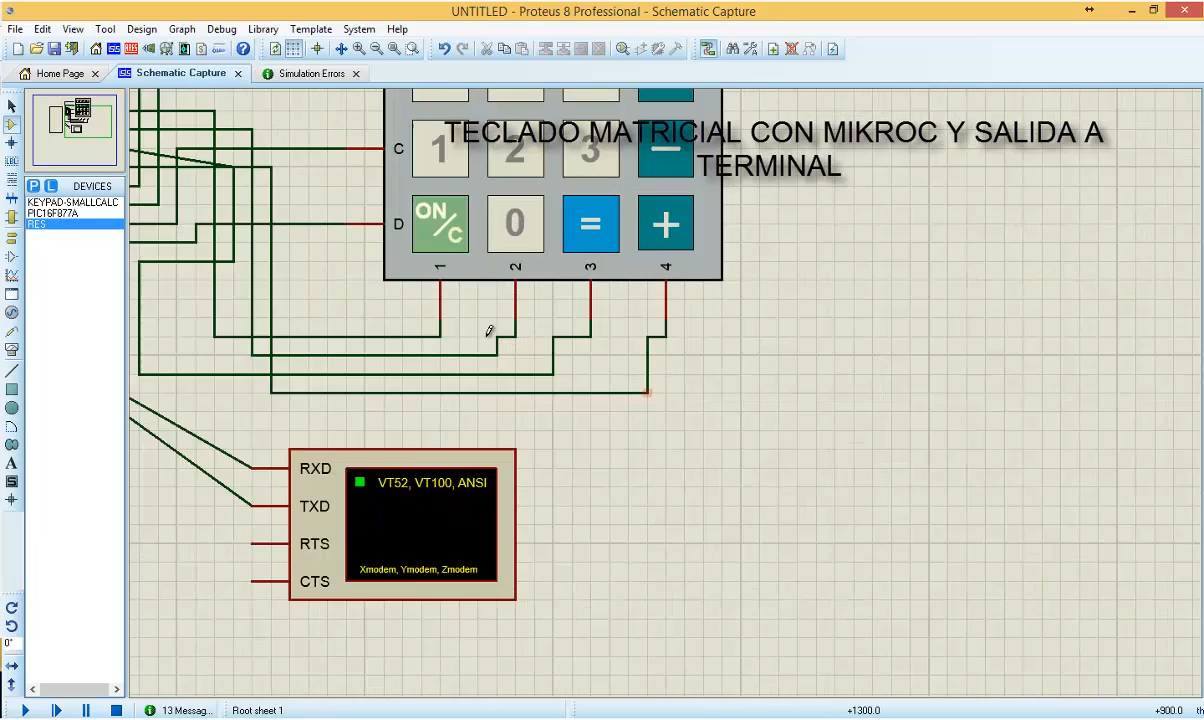 UNTITLED - Proteus 8 Professional - Schematic Capture
File Edit View Tool Design Graph Debug Library Template System Help
Home Page Schematic Capture Simulation Errors
TECLADO MATRICIAL CON MIKROC Y SALIDA A
TERMINAL
P L DEVICES
KEYPAD-SMALLCALC
PIC16F877A
RES
C 1 2 3 −
D ON/C 0 = +
1 2 3 4
RXD
TXD
RTS
CTS
VT52, VT100, ANSI
Xmodem, Ymodem, Zmodem
0°
13 Messag... Root sheet 1 +1300.0 +900.0 th